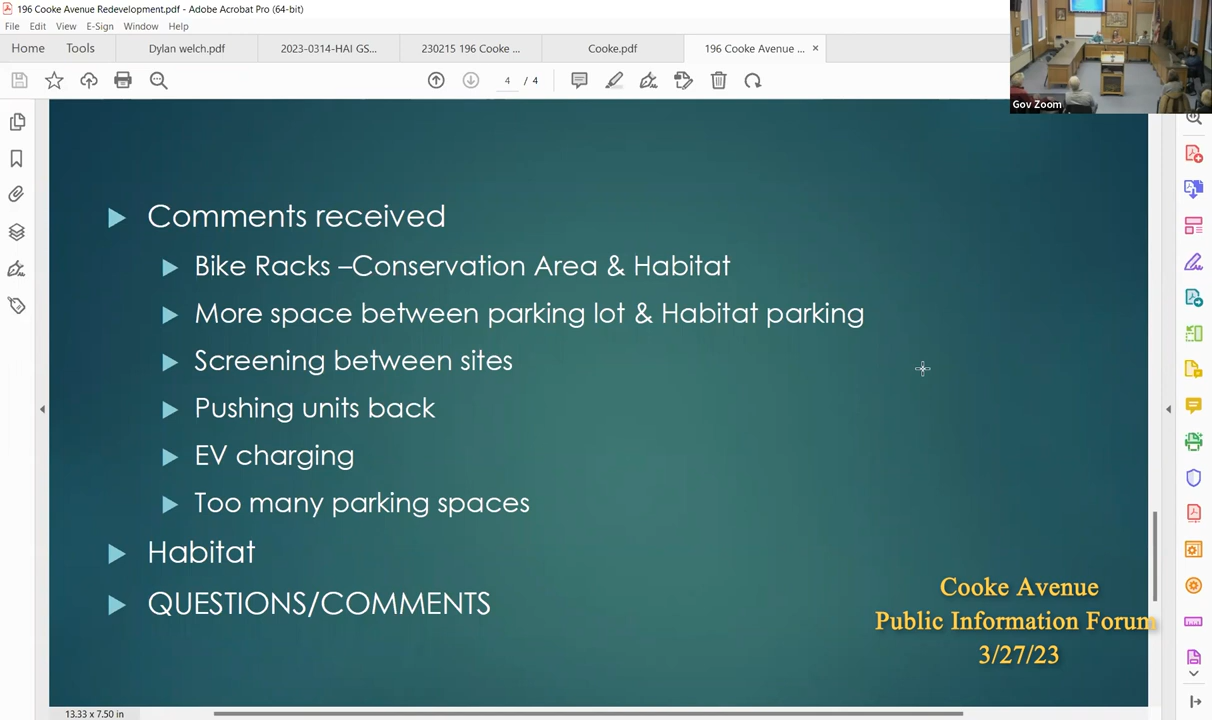 196 Cooke Avenue Redevelopment.pdf - Adobe Acrobat Pro (64-bit)
File Edit View E-Sign Window Help
Home Tools Dylan welch.pdf 2023-0314-HAI GS... 230215 196 Cooke ... Cooke.pdf 196 Cooke Avenue ... ×
4 / 4
Gov Zoom
Comments received
Bike Racks –Conservation Area & Habitat
More space between parking lot & Habitat parking
Screening between sites
Pushing units back
EV charging
Too many parking spaces
Habitat
QUESTIONS/COMMENTS
Cooke Avenue
Public Information Forum
3/27/23
13.33 x 7.50 in